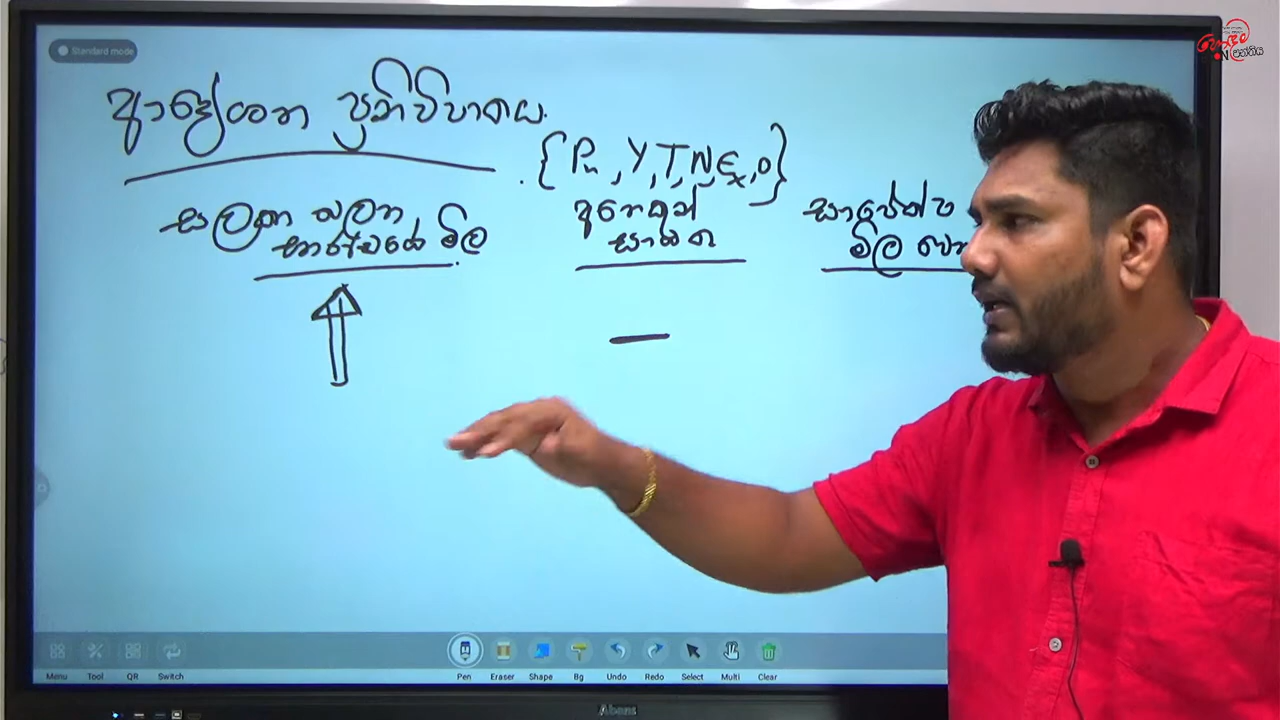 Standard mode
ආදේශන ප්‍රතිවිපාකය.
{Pn, Y, T, N, Ex, O}
සලකා බලන
භාණ්ඩයේ මිල
අනෙකුත්
සාධක
සාපේක්ෂ
මිල වෙන
Menu Tool QR Switch Pen Eraser Shape Bg Undo Redo Select Multi Clear
Abans